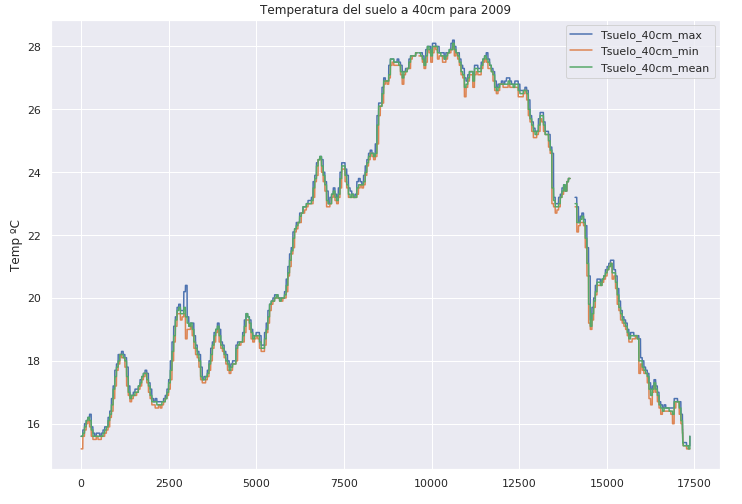 Temperatura del suelo a 40cm para 2009
Tsuelo_40cm_max
Tsuelo_40cm_min
Tsuelo_40cm_mean
Temp ºC
28
26
24
22
20
18
16
0 2500 5000 7500 10000 12500 15000 17500